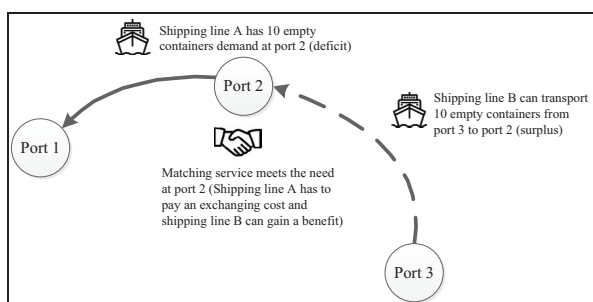 Shipping line A has 10 empty
containers demand at port 2 (deficit)
Port 2
Shipping line B can transport
10 empty containers from
port 3 to port 2 (surplus)
Port 1
Matching service meets the need
at port 2 (Shipping line A has to
pay an exchanging cost and
shipping line B can gain a benefit)
Port 3